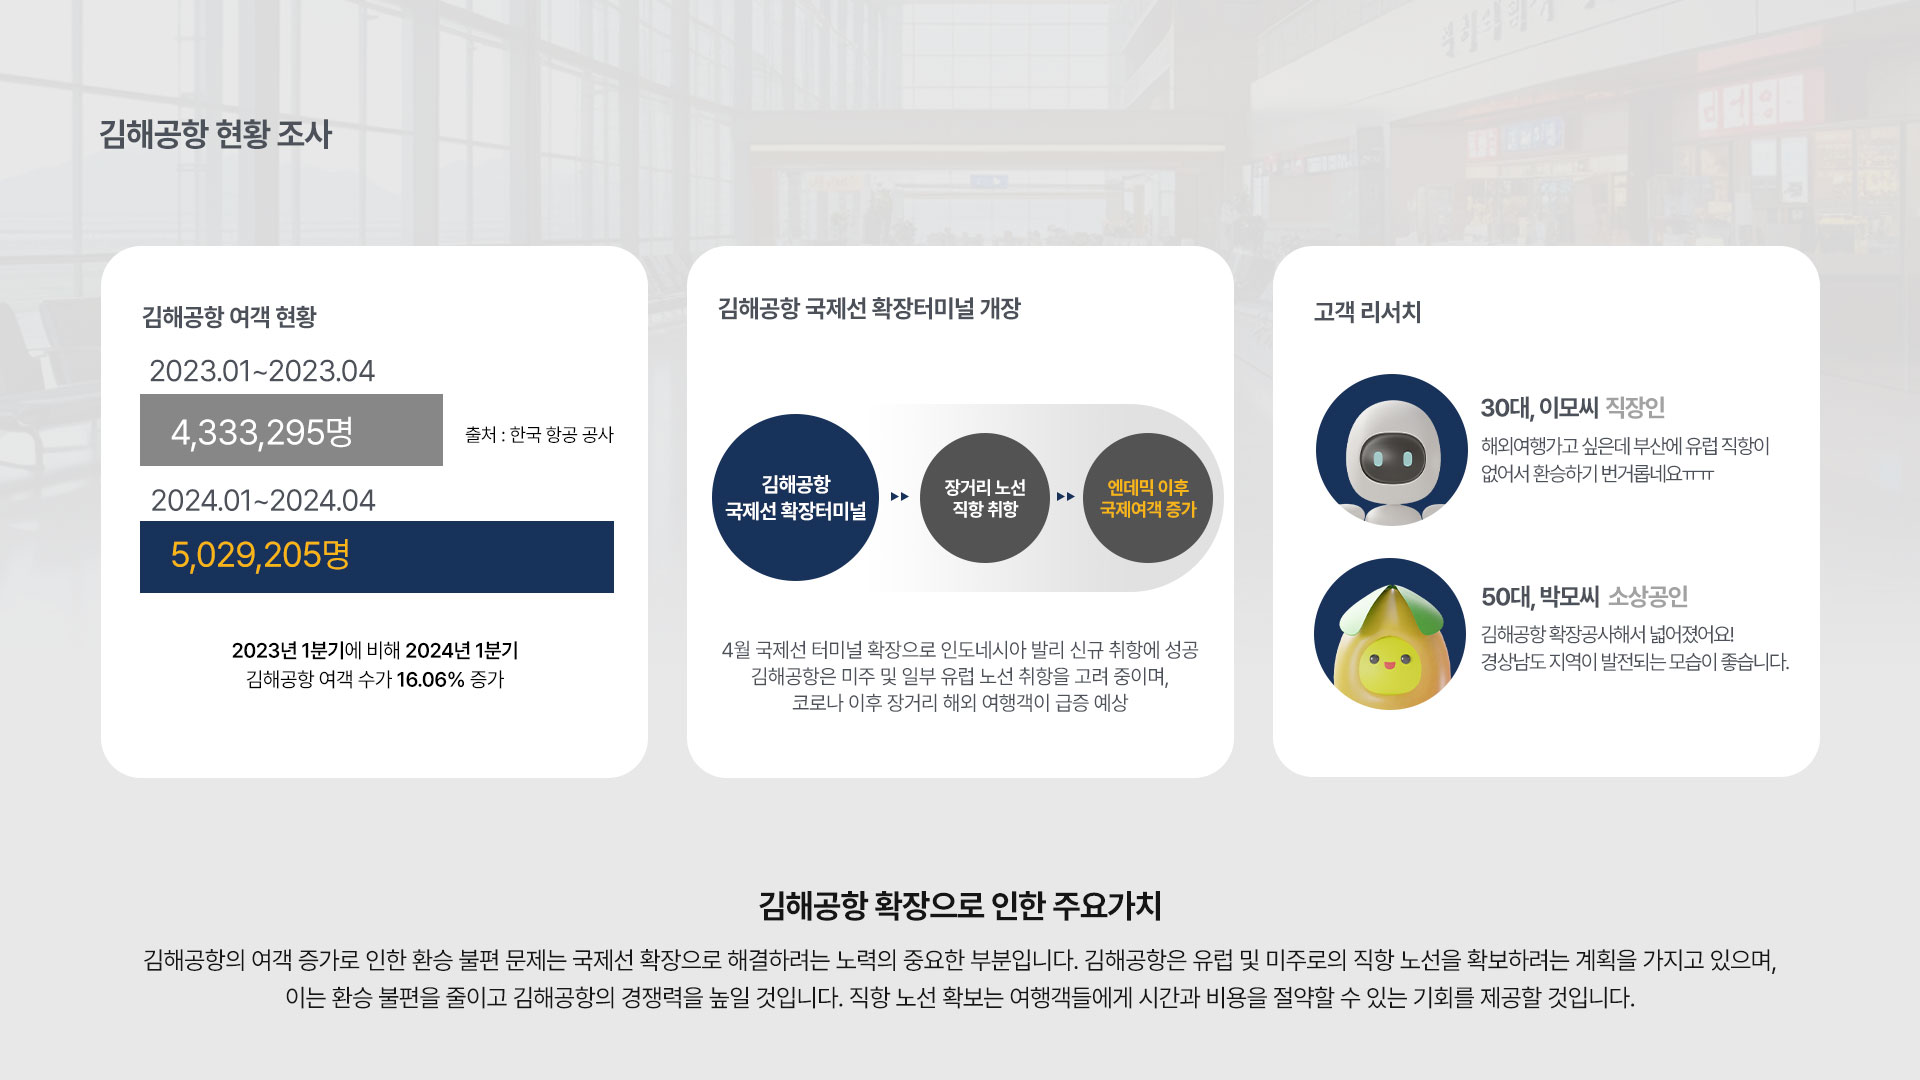 김해공항 현황 조사
김해공항 여객 현황
2023.01~2023.04
4,333,295명
출처 : 한국 항공 공사
2024.01~2024.04
5,029,205명
2023년 1분기에 비해 2024년 1분기
김해공항 여객 수가 16.06% 증가
김해공항 국제선 확장터미널 개장
김해공항
국제선 확장터미널
장거리 노선
직항 취항
엔데믹 이후
국제여객 증가
4월 국제선 터미널 확장으로 인도네시아 발리 신규 취항에 성공
김해공항은 미주 및 일부 유럽 노선 취항을 고려 중이며,
코로나 이후 장거리 해외 여행객이 급증 예상
고객 리서치
30대, 이모씨 직장인
해외여행가고 싶은데 부산에 유럽 직항이
없어서 환승하기 번거롭네요ㅠㅠ
50대, 박모씨 소상공인
김해공항 확장공사해서 넓어졌어요!
경상남도 지역이 발전되는 모습이 좋습니다.
김해공항 확장으로 인한 주요가치
김해공항의 여객 증가로 인한 환승 불편 문제는 국제선 확장으로 해결하려는 노력의 중요한 부분입니다. 김해공항은 유럽 및 미주로의 직항 노선을 확보하려는 계획을 가지고 있으며,
이는 환승 불편을 줄이고 김해공항의 경쟁력을 높일 것입니다. 직항 노선 확보는 여행객들에게 시간과 비용을 절약할 수 있는 기회를 제공할 것입니다.